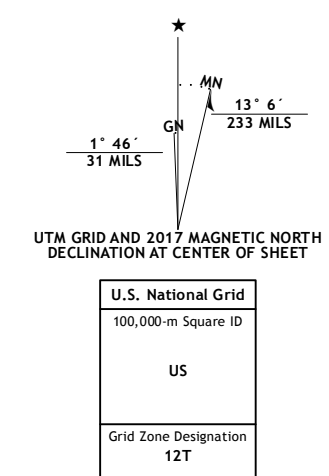 ★
MN
13° 6´
233 MILS
GN
1° 46´
31 MILS
UTM GRID AND 2017 MAGNETIC NORTH
DECLINATION AT CENTER OF SHEET
U.S. National Grid
100,000-m Square ID
US
Grid Zone Designation
12T